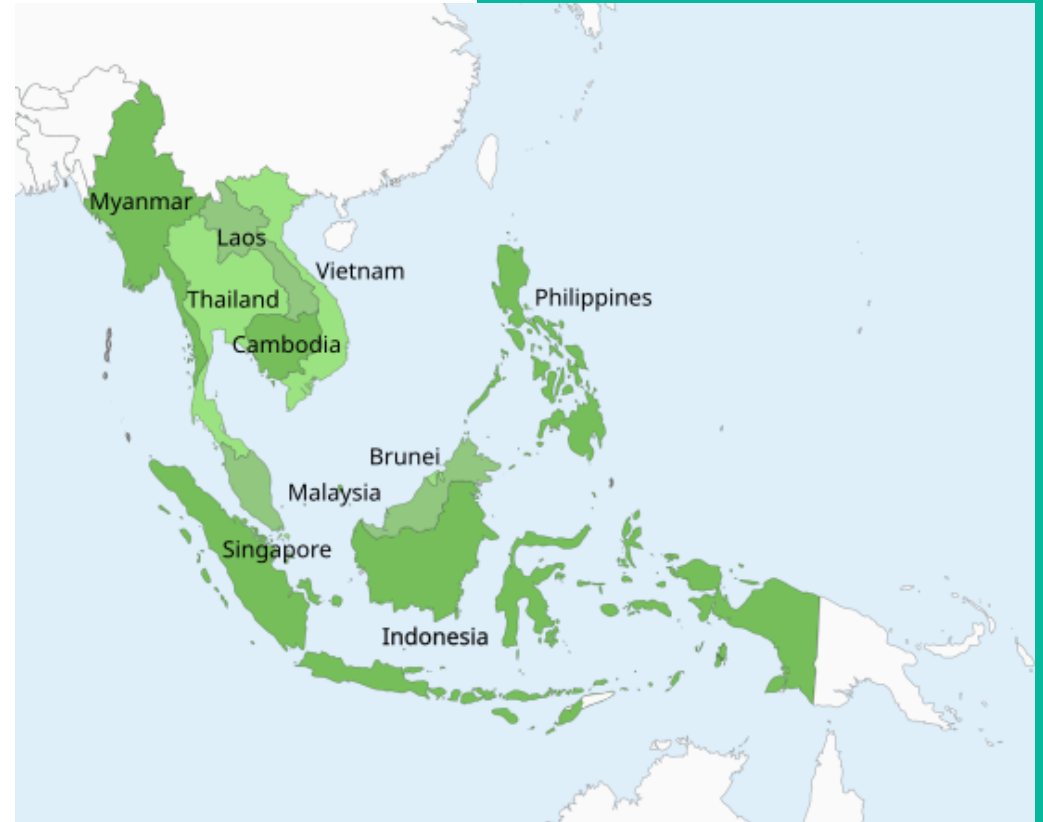 Myanmar
Laos
Vietnam
Thailand
Philippines
Cambodia
Brunei
Malaysia
Singapore
Indonesia